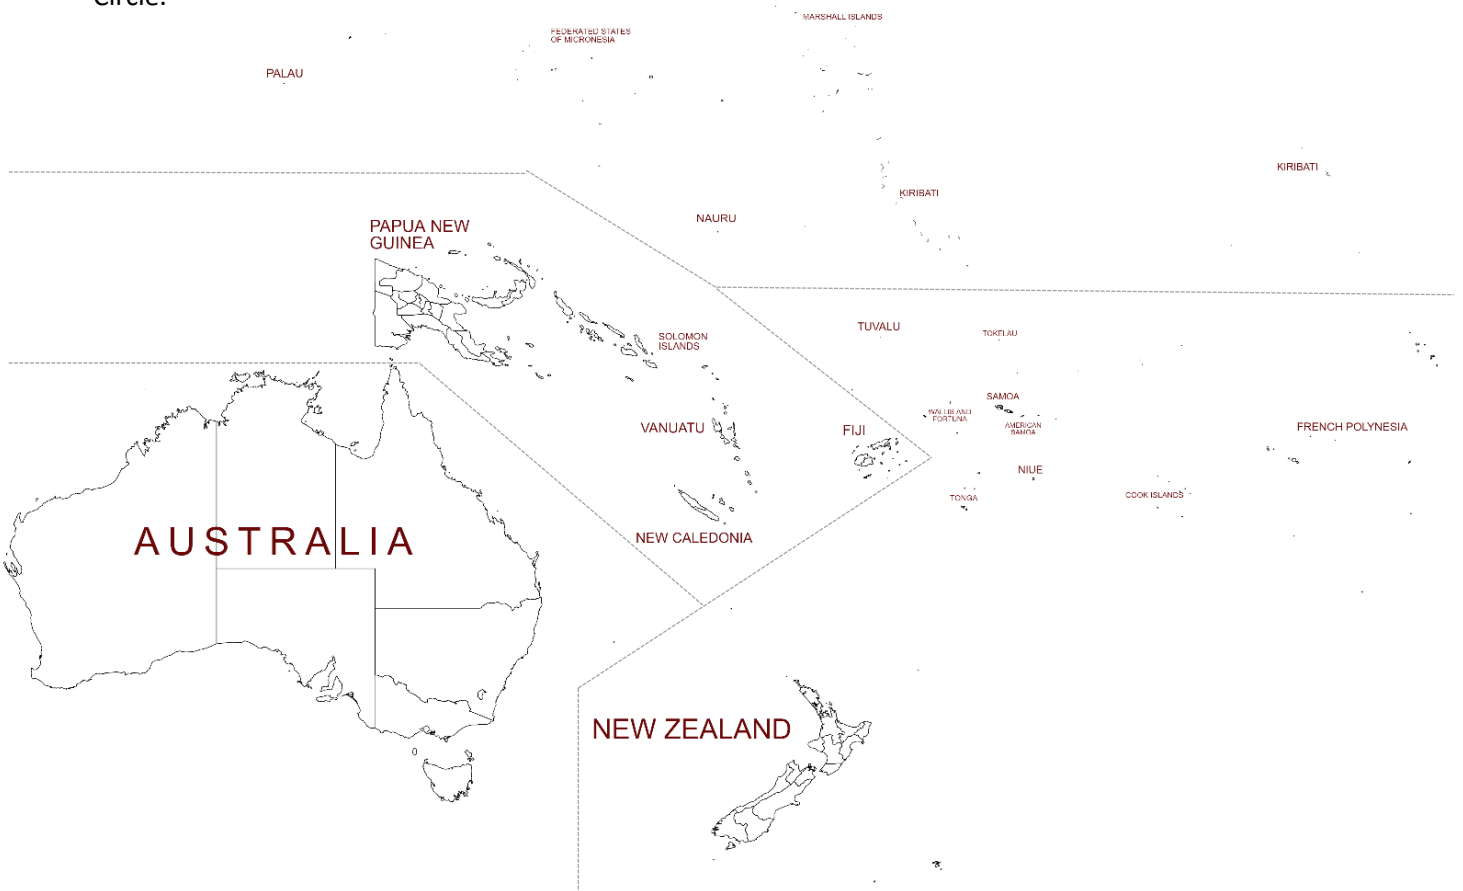 Circle.
MARSHALL ISLANDS
FEDERATED STATES
OF MICRONESIA
PALAU
KIRIBATI
KIRIBATI
NAURU
PAPUA NEW
GUINEA
TUVALU
TOKELAU
SOLOMON
ISLANDS
SAMOA
WALLIS AND
FORTUNA
AMERICAN
SAMOA
VANUATU
FIJI
FRENCH POLYNESIA
NIUE
TONGA
COOK ISLANDS
NEW CALEDONIA
AUSTRALIA
NEW ZEALAND